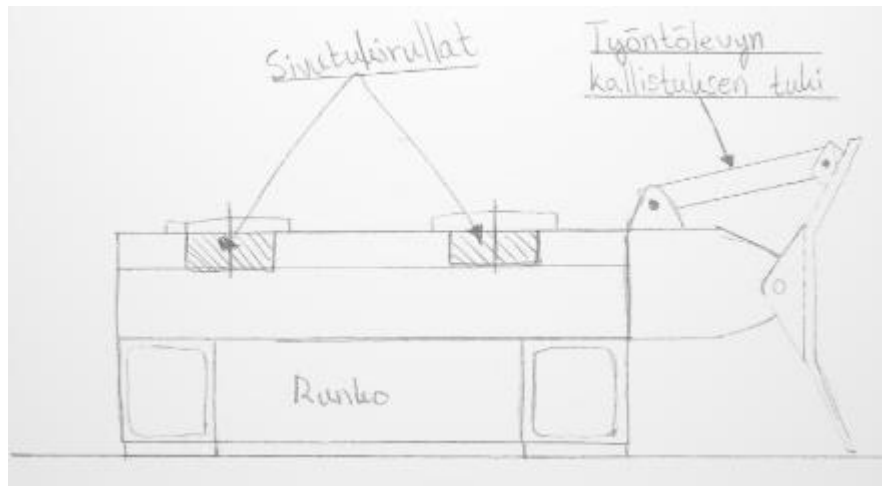 Sivutukirullat
Työntölevyn
kallistuksen tuki
Runko